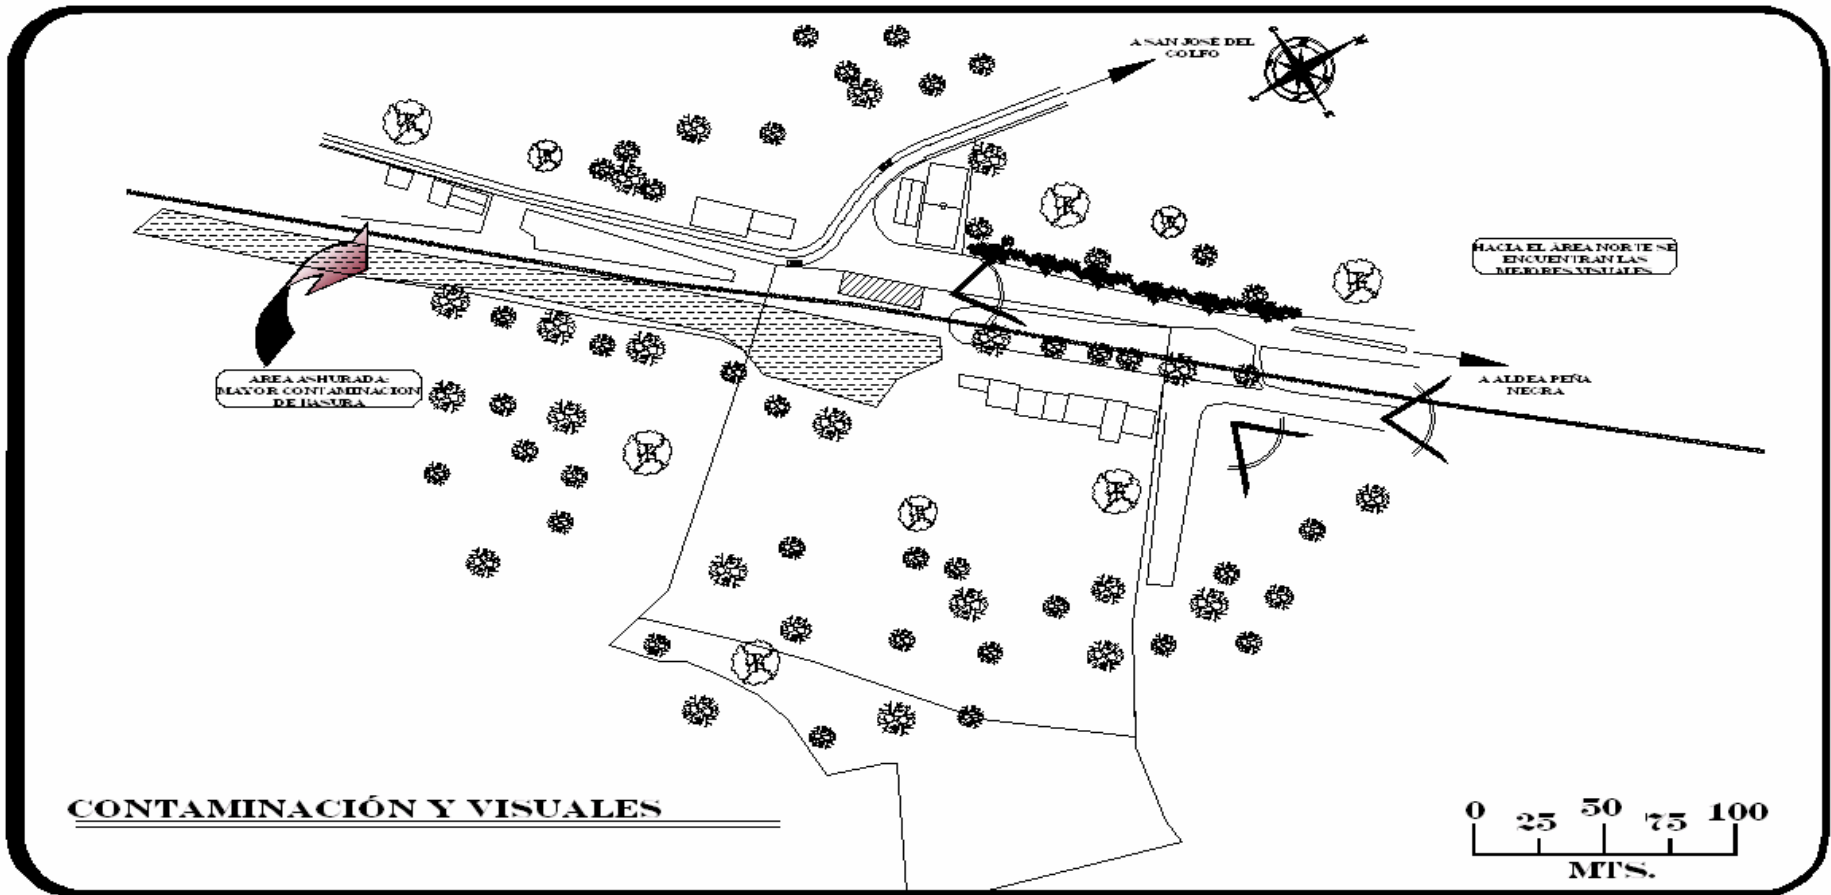 A SAN JOSÉ DEL
GOLFO
HACIA EL ÁREA NORTE SE
ENCUENTRAN LAS
MEJORES VISUALES
AREA ASHURADA:
MAYOR CONTAMINACION
DE BASURA
A ALDEA PEÑA
NEGRA
CONTAMINACIÓN Y VISUALES
0 25 50 75 100
MTS.